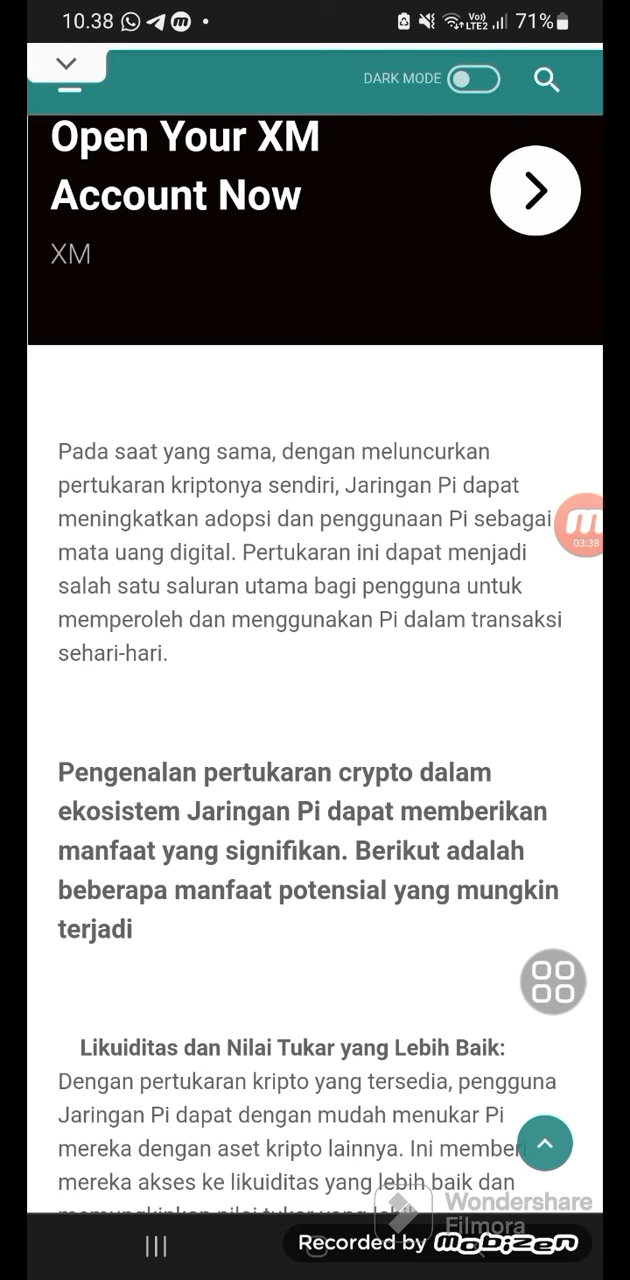 10.38
Vo)) LTE2 71%
DARK MODE
Open Your XM
Account Now
XM
Pada saat yang sama, dengan meluncurkan
pertukaran kriptonya sendiri, Jaringan Pi dapat
meningkatkan adopsi dan penggunaan Pi sebagai
mata uang digital. Pertukaran ini dapat menjadi
salah satu saluran utama bagi pengguna untuk
memperoleh dan menggunakan Pi dalam transaksi
sehari-hari.
03:38
Pengenalan pertukaran crypto dalam
ekosistem Jaringan Pi dapat memberikan
manfaat yang signifikan. Berikut adalah
beberapa manfaat potensial yang mungkin
terjadi
Likuiditas dan Nilai Tukar yang Lebih Baik:
Dengan pertukaran kripto yang tersedia, pengguna
Jaringan Pi dapat dengan mudah menukar Pi
mereka dengan aset kripto lainnya. Ini memberi
mereka akses ke likuiditas yang lebih baik dan
Wondershare
Filmora
Recorded by mobizen